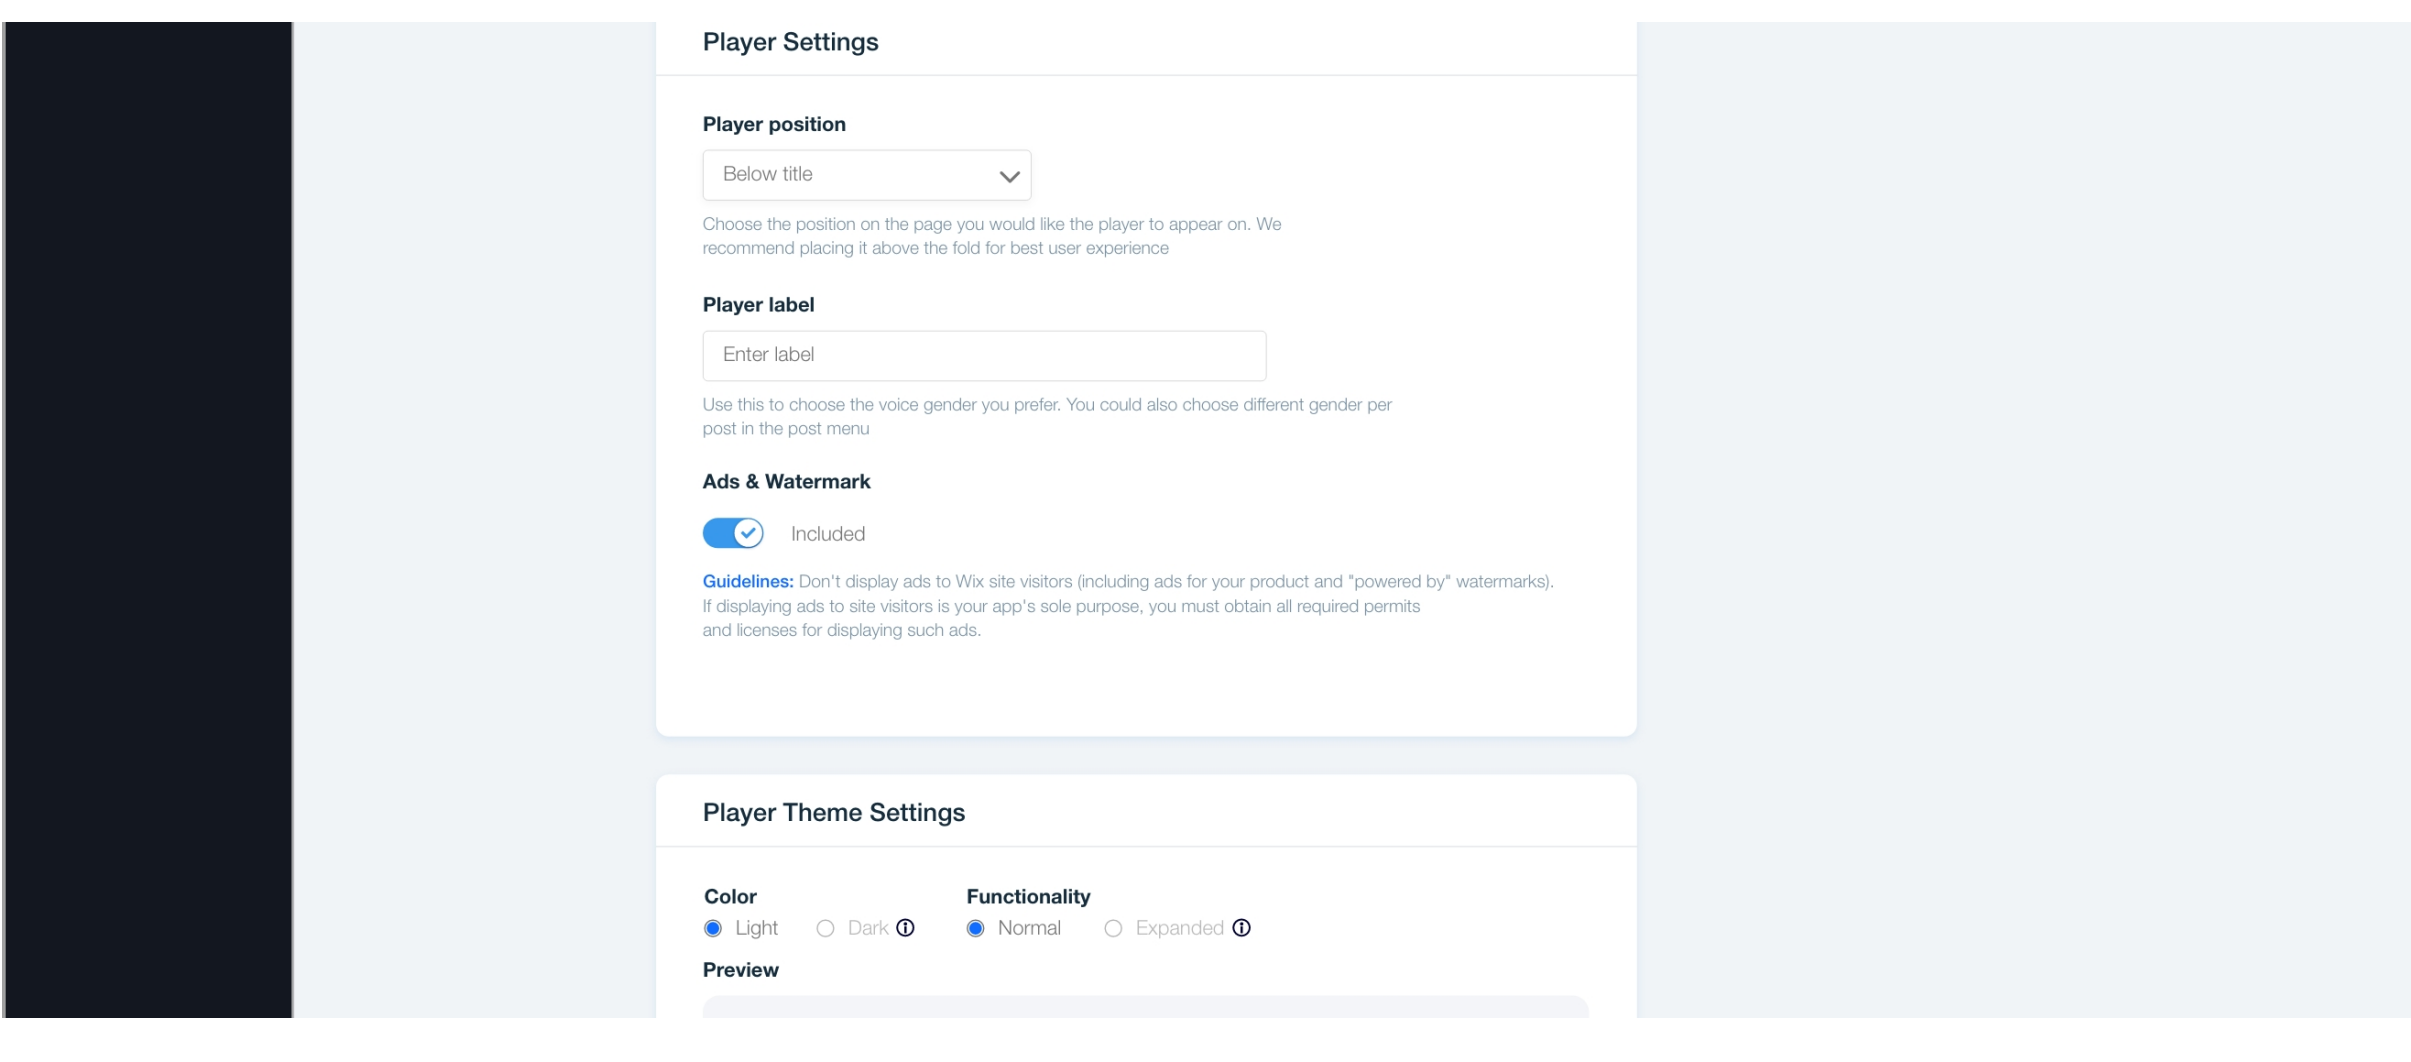 Player Settings
Player position
Below title
Choose the position on the page you would like the player to appear on. We
recommend placing it above the fold for best user experience
Player label
Enter label
Use this to choose the voice gender you prefer. You could also choose different gender per
post in the post menu
Ads & Watermark
Included
Guidelines: Don't display ads to Wix site visitors (including ads for your product and "powered by" watermarks).
If displaying ads to site visitors is your app's sole purpose, you must obtain all required permits
and licenses for displaying such ads.
Player Theme Settings
Color Functionality
Light Dark Normal Expanded
Preview